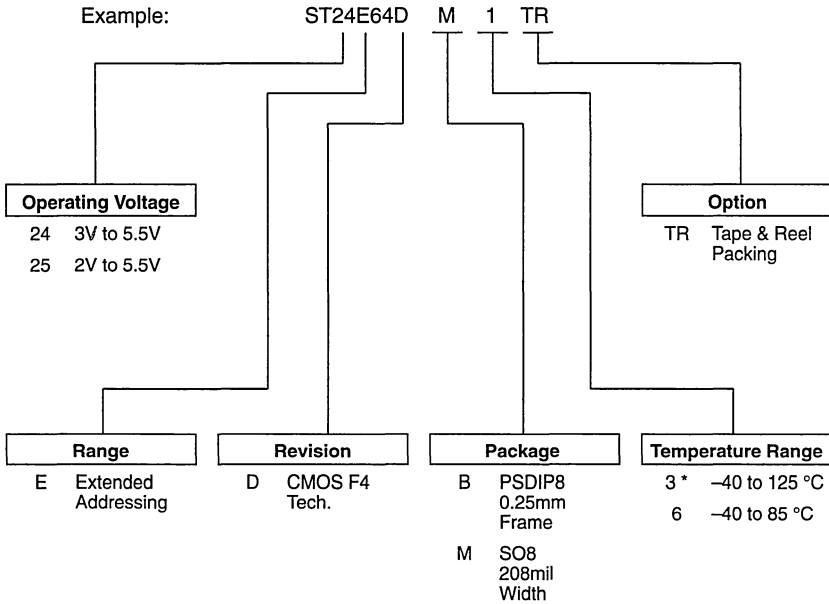 Example: ST24E64D M 1 TR
Operating Voltage
24 3V to 5.5V
25 2V to 5.5V
Option
TR Tape & Reel
Packing
Range
E Extended
Addressing
Revision
D CMOS F4
Tech.
Package
B PSDIP8
0.25mm
Frame
M SO8
208mil
Width
Temperature Range
3 * –40 to 125 °C
6 –40 to 85 °C